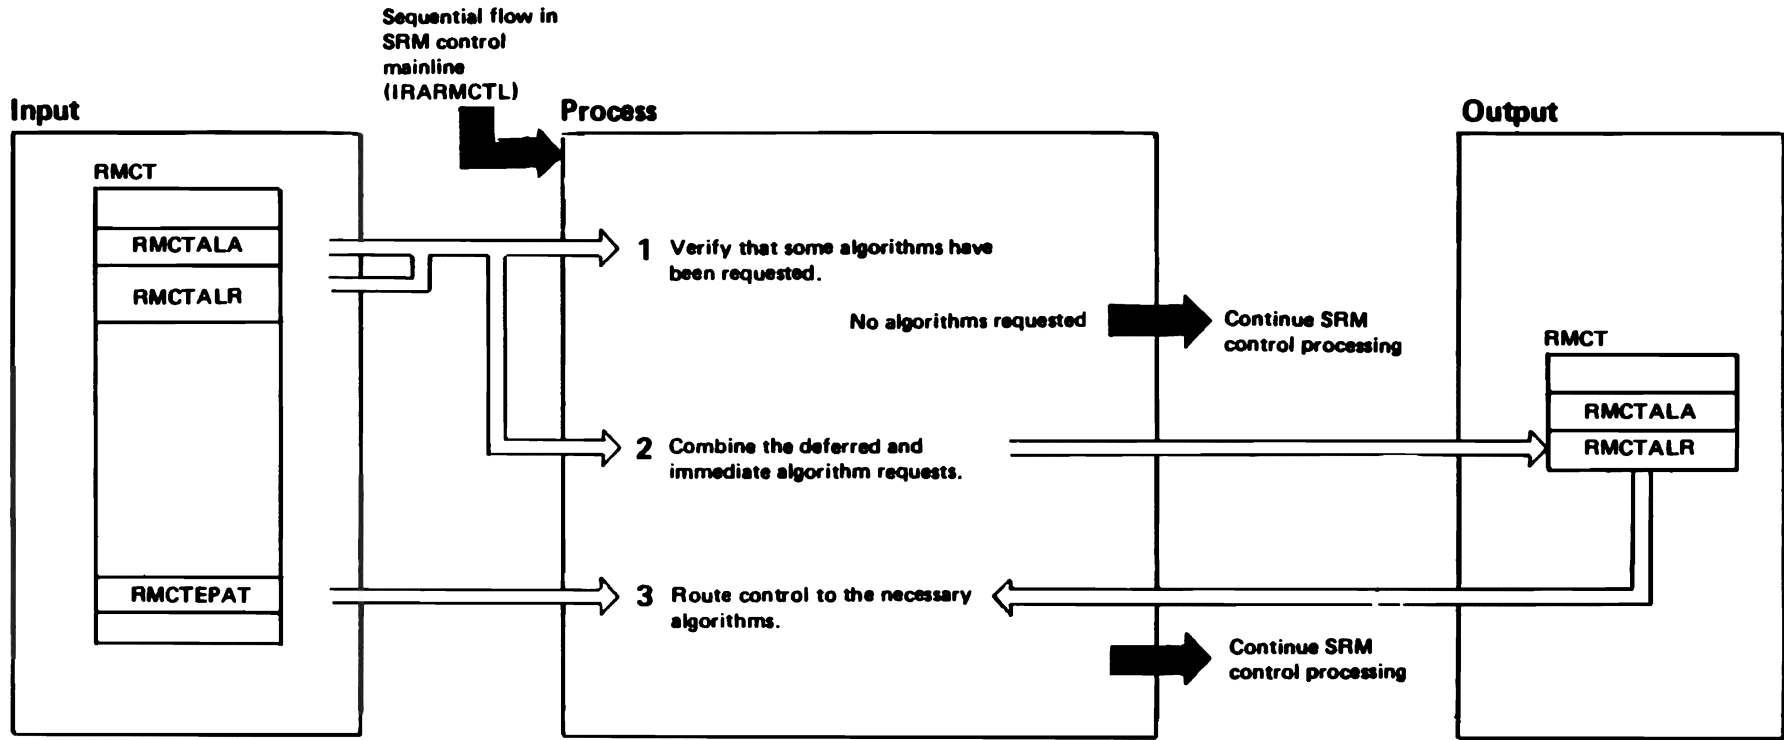 Sequential flow in
SRM control
mainline
(IRARMCTL)
Input
Process
Output
RMCT
RMCTALA
RMCTALR
RMCTEPAT
1 Verify that some algorithms have
been requested.
No algorithms requested
Continue SRM
control processing
2 Combine the deferred and
immediate algorithm requests.
3 Route control to the necessary
algorithms.
Continue SRM
control processing
RMCT
RMCTALA
RMCTALR